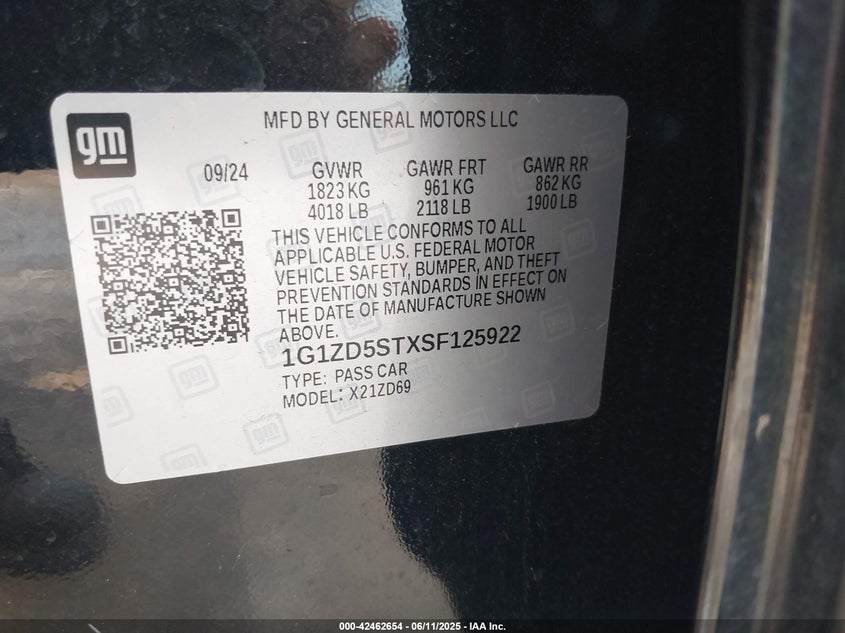 gm
MFD BY GENERAL MOTORS LLC
09/24 GVWR GAWR FRT GAWR RR
1823 KG 961 KG 862 KG
4018 LB 2118 LB 1900 LB
THIS VEHICLE CONFORMS TO ALL
APPLICABLE U.S. FEDERAL MOTOR
VEHICLE SAFETY, BUMPER, AND THEFT
PREVENTION STANDARDS IN EFFECT ON
THE DATE OF MANUFACTURE SHOWN
ABOVE.
1G1ZD5STXSF125922
TYPE: PASS CAR
MODEL: X21ZD69
000-42462654 - 06/11/2025 - IAA Inc.